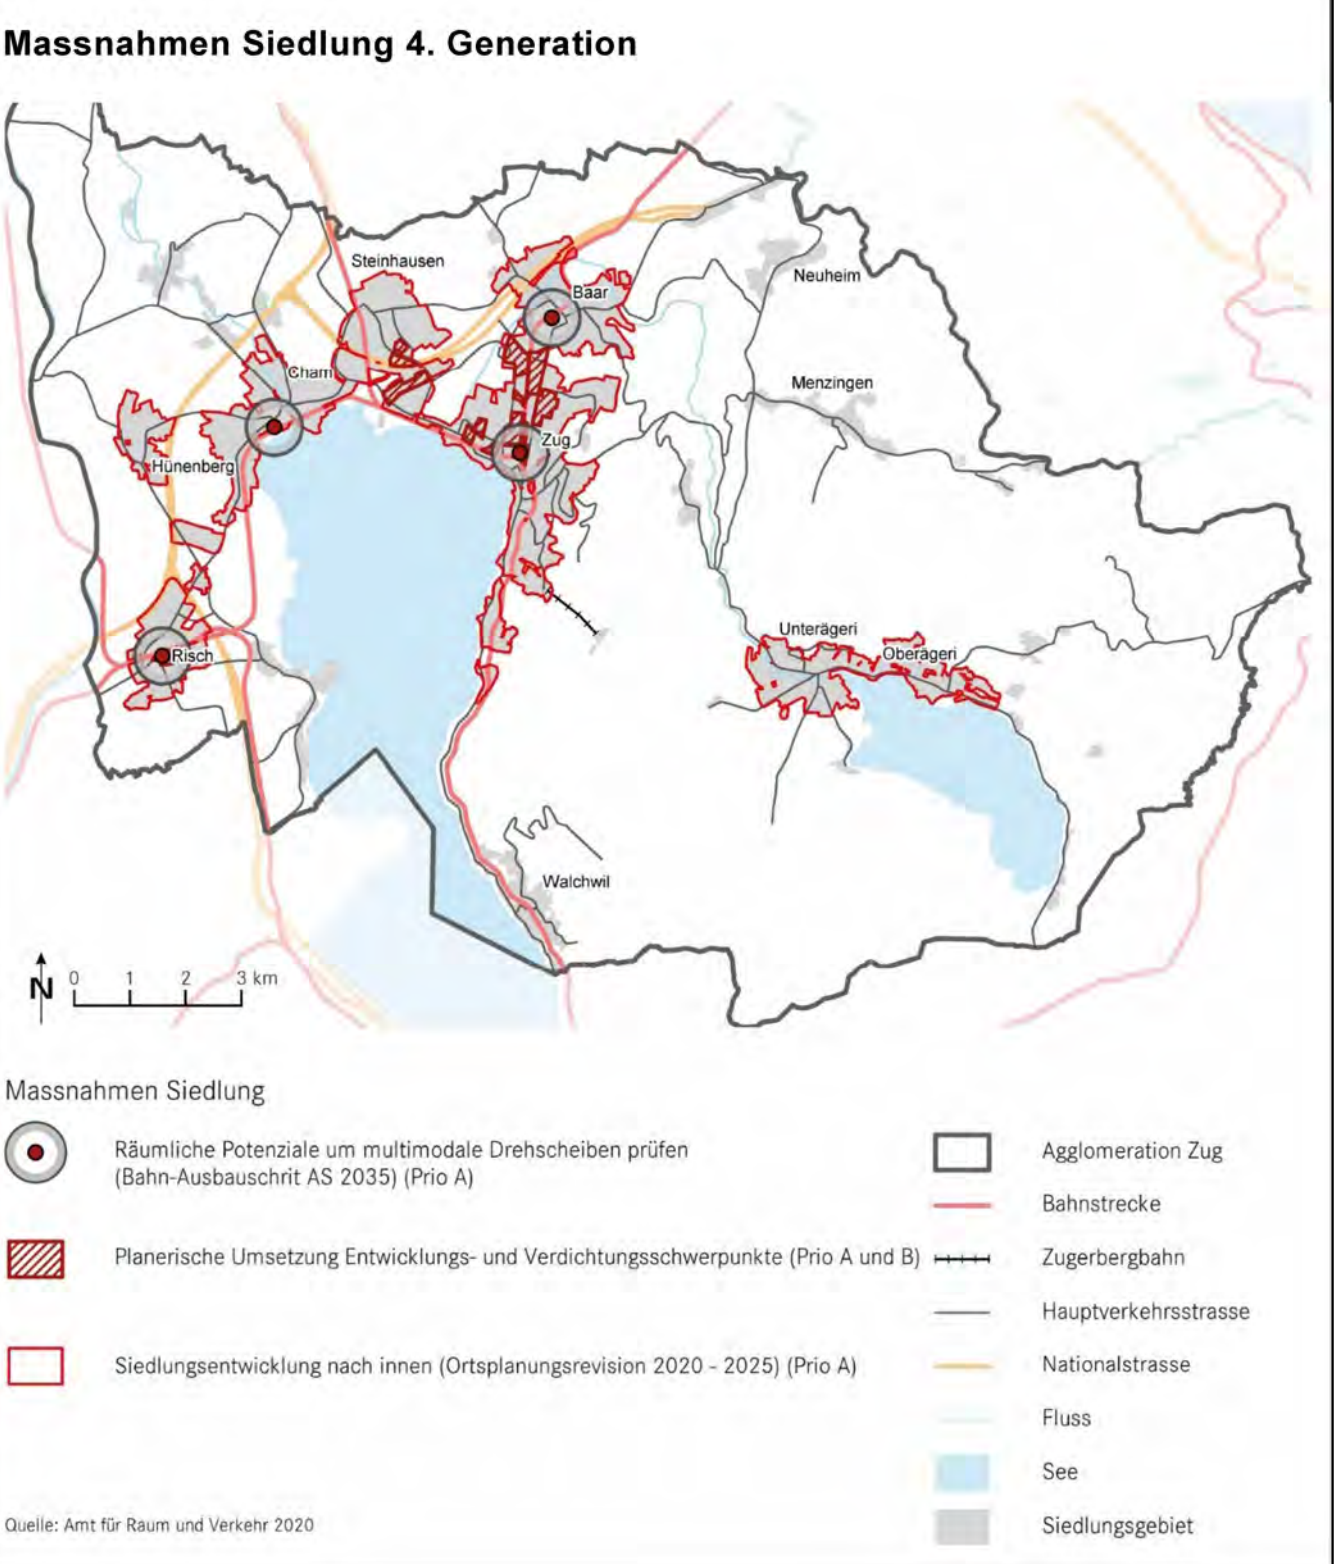 Massnahmen Siedlung 4. Generation
Steinhausen
Baar
Neuheim
Cham
Menzingen
Zug
Hünenberg
Unterägeri
Oberägeri
Risch
Walchwil
N
0 1 2 3 km
Massnahmen Siedlung
Räumliche Potenziale um multimodale Drehscheiben prüfen
(Bahn-Ausbauschrit AS 2035) (Prio A)
Planerische Umsetzung Entwicklungs- und Verdichtungsschwerpunkte (Prio A und B)
Siedlungsentwicklung nach innen (Ortsplanungsrevision 2020 - 2025) (Prio A)
Agglomeration Zug
Bahnstrecke
Zugerbergbahn
Hauptverkehrsstrasse
Nationalstrasse
Fluss
See
Siedlungsgebiet
Quelle: Amt für Raum und Verkehr 2020